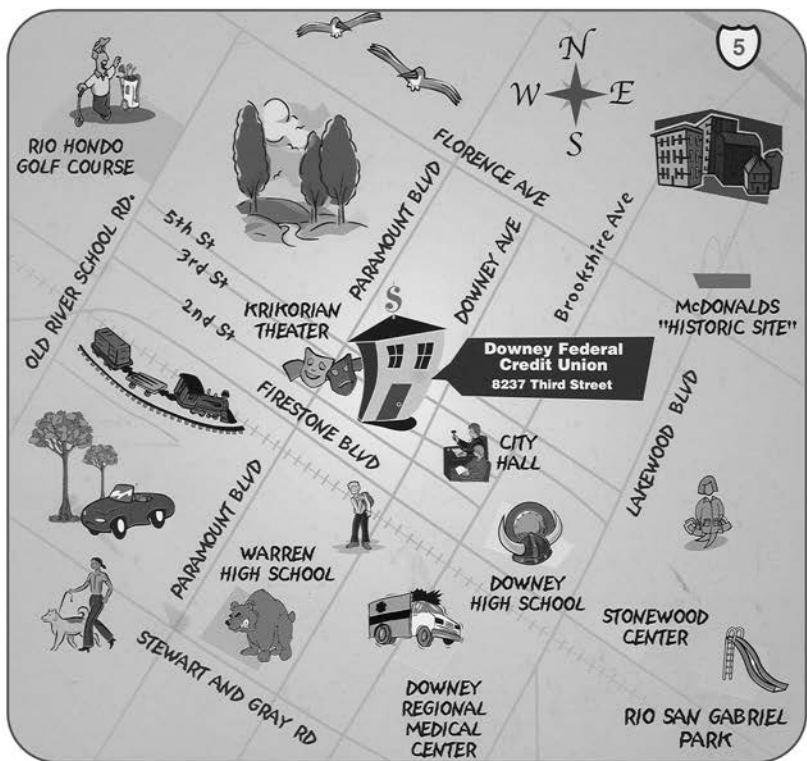 5
N
W E
S
RIO HONDO
GOLF COURSE
FLORENCE AVE
PARAMOUNT BLVD
OLD RIVER SCHOOL RD.
5th St
3rd St
2nd St
DOWNEY AVE
Brookshire Ave
KRIKORIAN
THEATER
$
McDONALDS
"HISTORIC SITE"
Downey Federal
Credit Union
8237 Third Street
FIRESTONE BLVD
CITY
HALL
LAKEWOOD BLVD
PARAMOUNT BLVD
WARREN
HIGH SCHOOL
DOWNEY
HIGH SCHOOL
STONEWOOD
CENTER
STEWART AND GRAY RD
DOWNEY
REGIONAL
MEDICAL
CENTER
RIO SAN GABRIEL
PARK